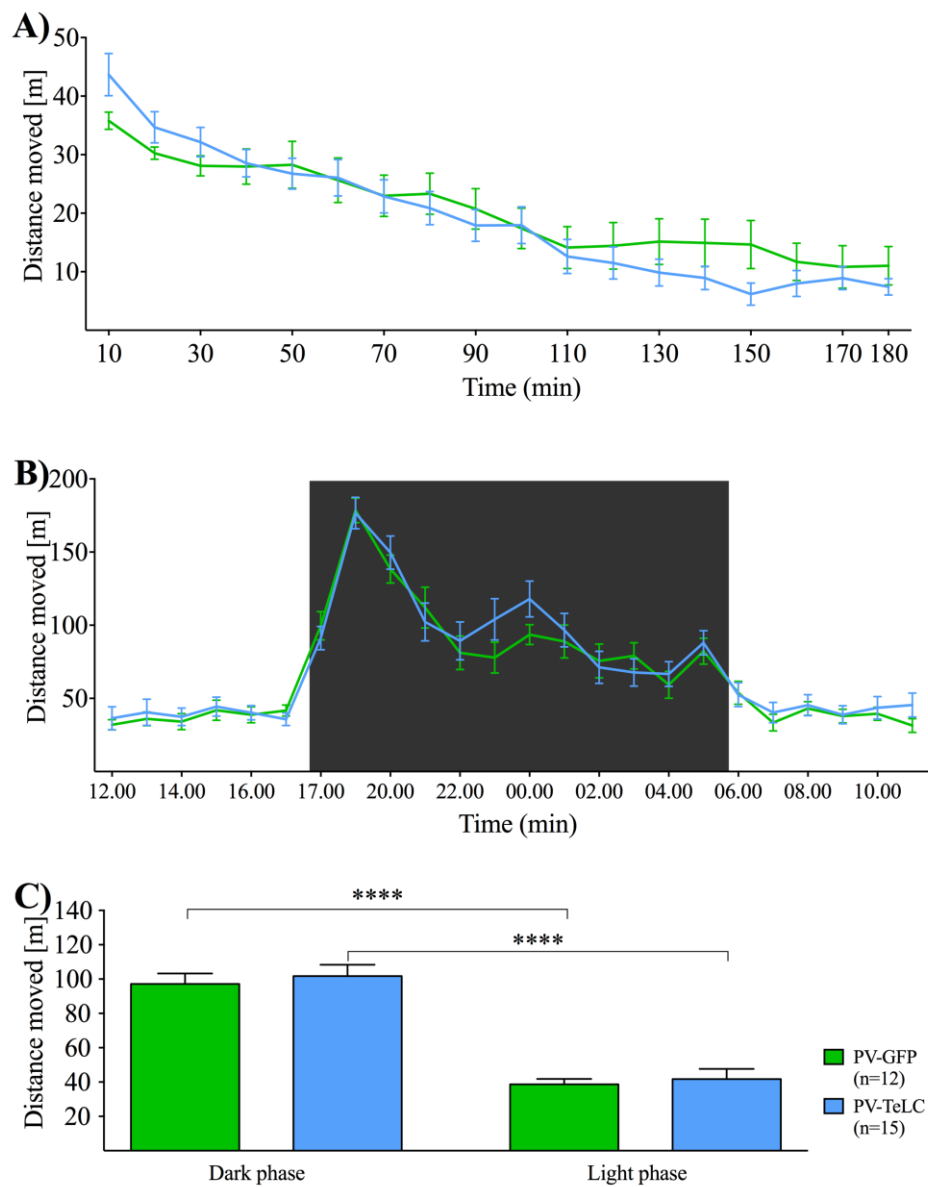 A)
Distance moved [m]
50
40
30
20
10
10 30 50 70 90 110 130 150 170 180
Time (min)
B)
Distance moved [m]
200
150
100
50
12.00 14.00 16.00 17.00 20.00 22.00 00.00 02.00 04.00 06.00 08.00 10.00
Time (min)
C)
Distance moved [m]
140
120
100
80
60
40
20
****
****
Dark phase Light phase
PV-GFP
(n=12)
PV-TeLC
(n=15)